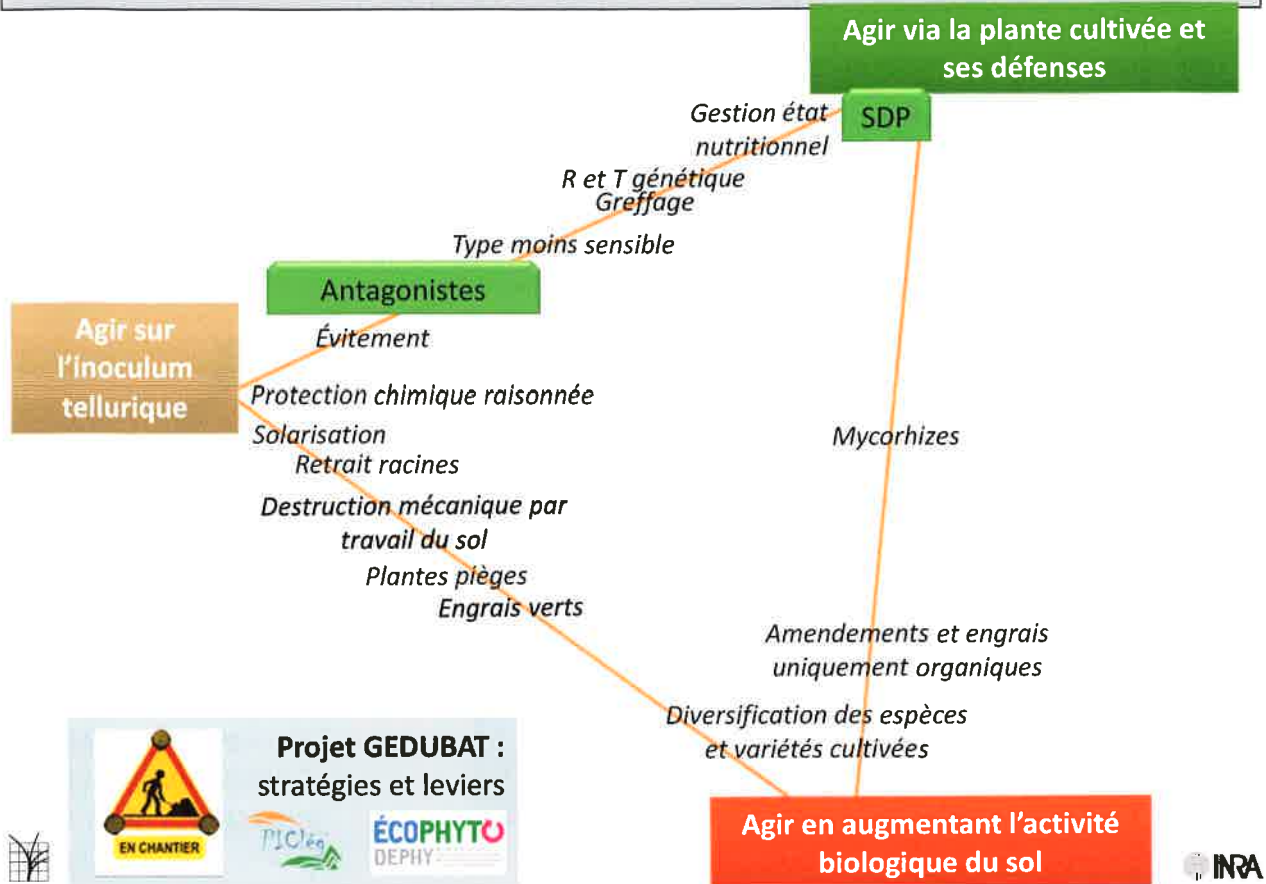 Agir via la plante cultivée et
ses défenses
SDP
Gestion état
nutritionnel
R et T génétique
Greffage
Type moins sensible
Antagonistes
Évitement
Agir sur
l'inoculum
tellurique
Protection chimique raisonnée
Solarisation
Retrait racines
Destruction mécanique par
travail du sol
Plantes pièges
Engrais verts
Mycorhizes
Amendements et engrais
uniquement organiques
Diversification des espèces
et variétés cultivées
Projet GEDUBAT :
stratégies et leviers
EN CHANTIER
PIClég
ÉCOPHYTO
DEPHY
Agir en augmentant l'activité
biologique du sol
INRA